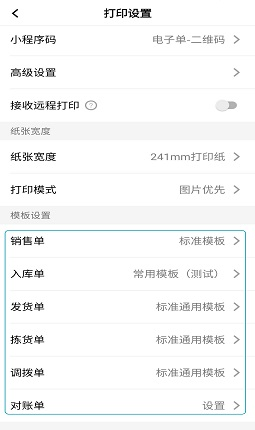 打印设置
小程序码 电子单-二维码
高级设置
接收远程打印 ?
纸张宽度
纸张宽度 241mm打印纸
打印模式 图片优先
模板设置
销售单 标准模板
入库单 常用模板（测试）
发货单 标准通用模板
拣货单 标准通用模板
调拨单 标准通用模板
对账单 设置